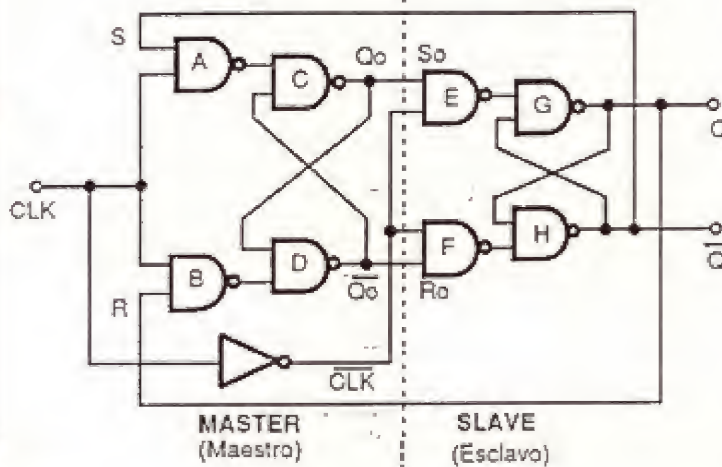 S
A
C
Qo
So
E
G
Q
CLK
R
B
D
Qo
F
Ro
H
Q
CLK
MASTER
(Maestro)
SLAVE
(Esclavo)